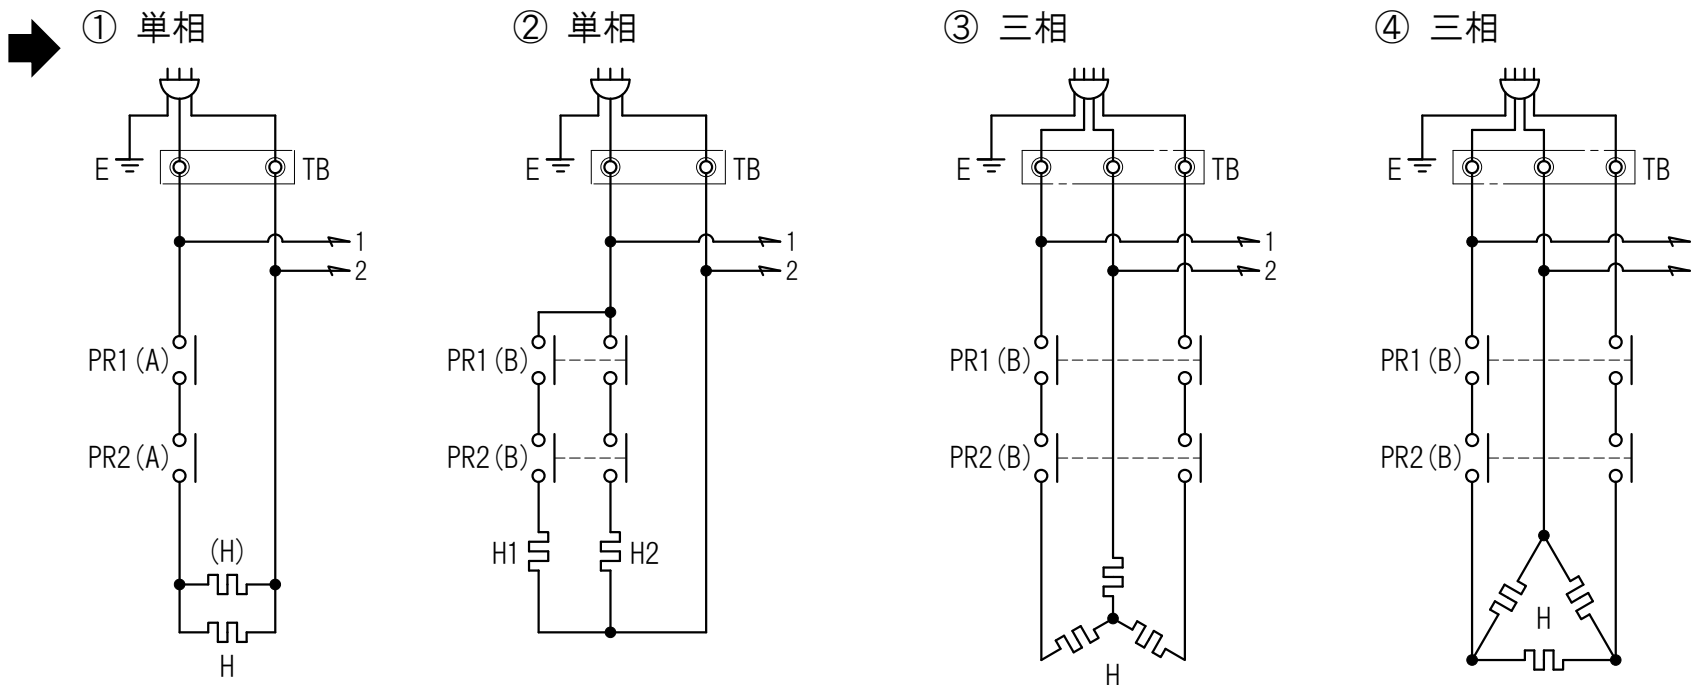 ① 単相
② 単相
③ 三相
④ 三相
E
TB
E
TB
E
TB
E
TB
1
2
1
2
1
2
PR1(A)
PR1(B)
PR1(B)
PR1(B)
PR2(A)
PR2(B)
PR2(B)
PR2(B)
(H)
H
H1
H2
H
H